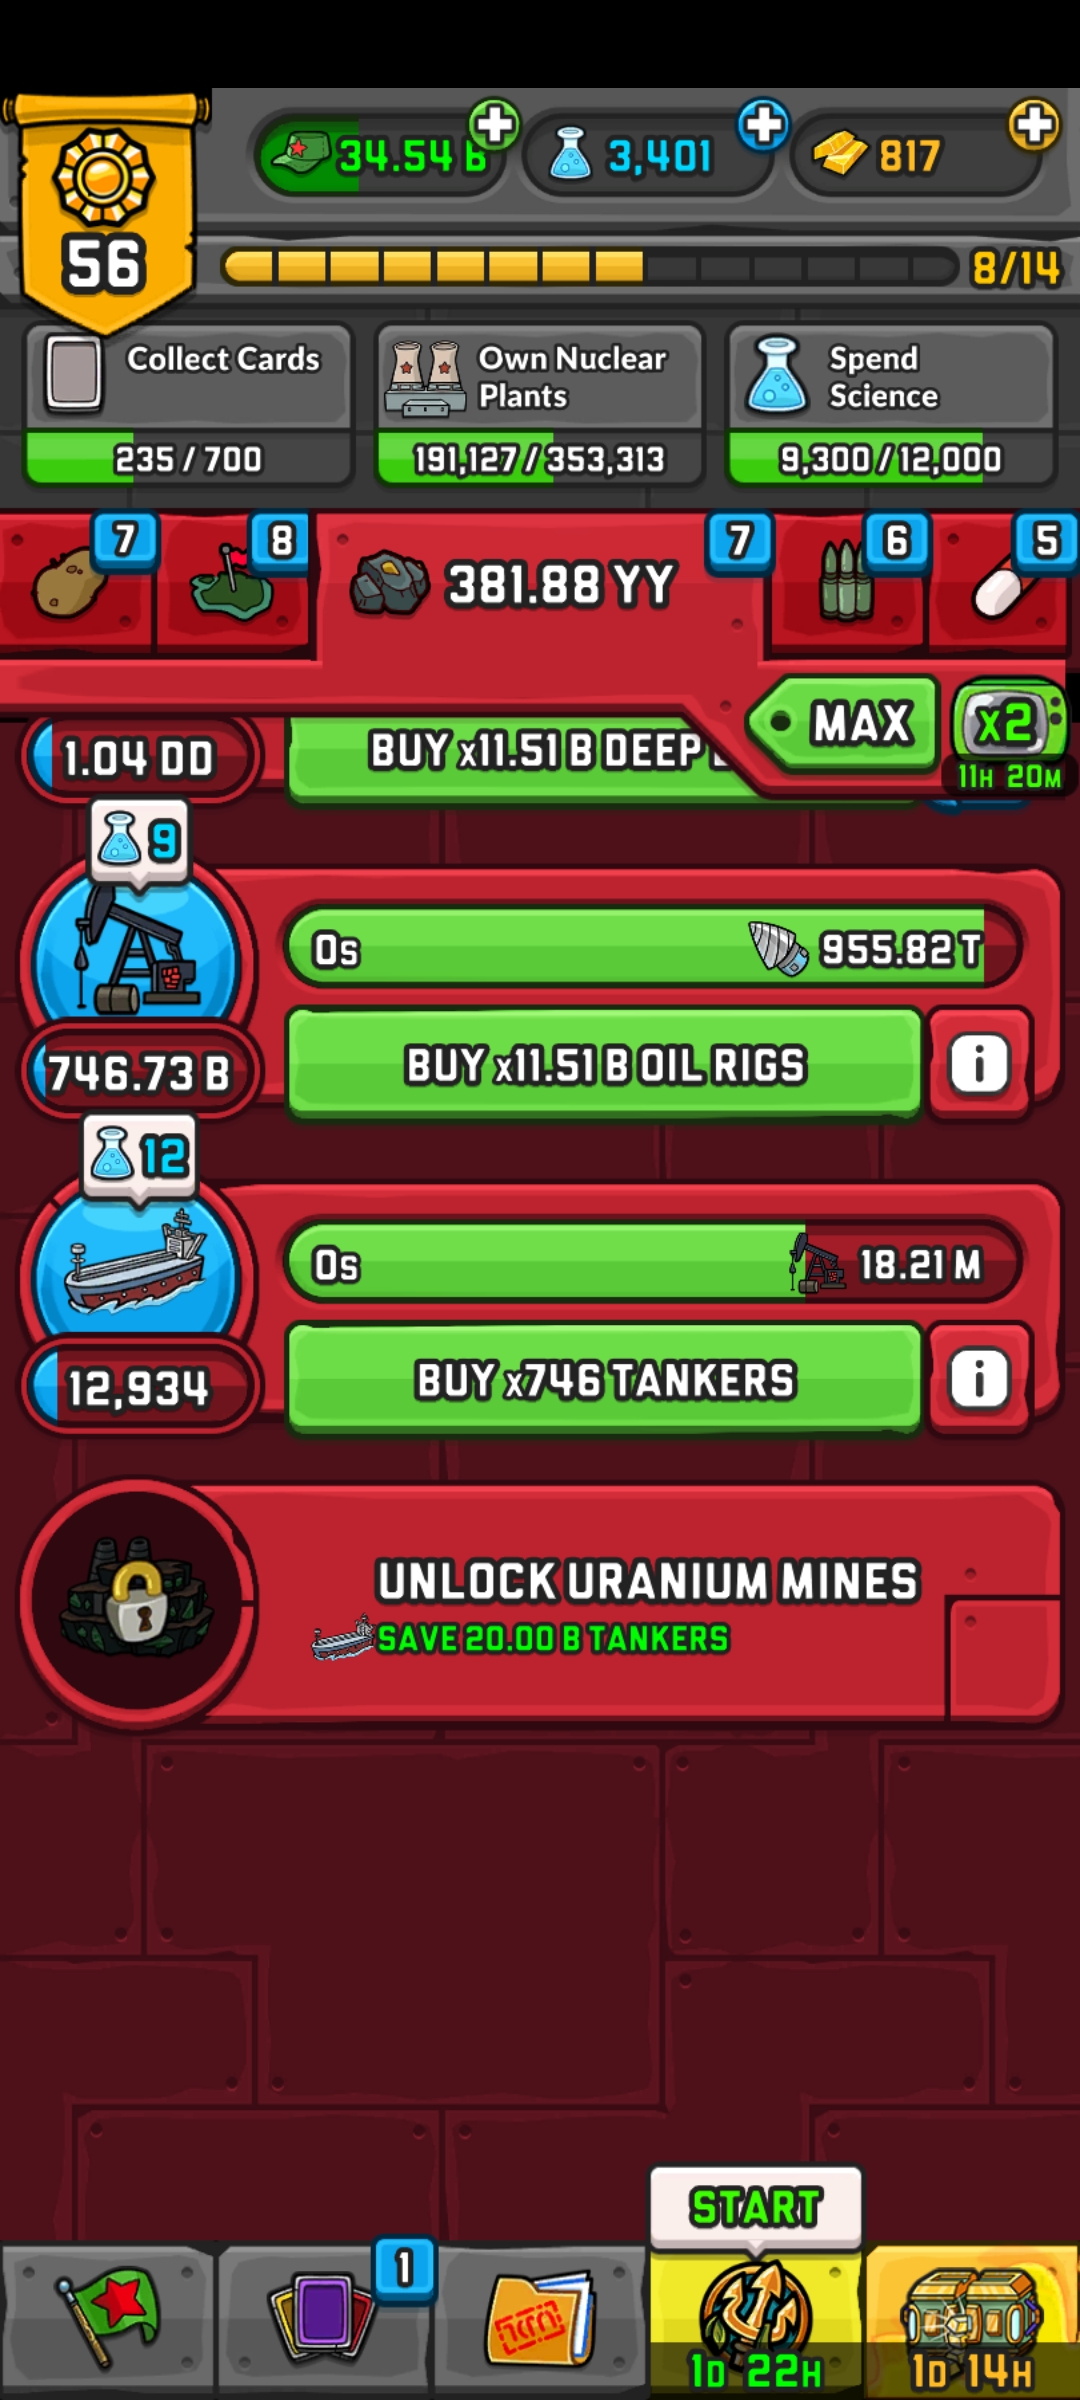 34.54 B
3,401
817
56
8/14
Collect Cards
235 / 700
Own Nuclear
Plants
191,127 / 353,313
Spend
Science
9,300 / 12,000
7
8
381.88 YY
7
6
5
MAX
x2
11H 20M
1.04 DD
BUY x11.51 B DEEP
9
0s
955.82 T
746.73 B
BUY x11.51 B OIL RIGS
i
12
0s
18.21 M
12,934
BUY x746 TANKERS
i
UNLOCK URANIUM MINES
SAVE 20.00 B TANKERS
START
1
1D 22H
1D 14H